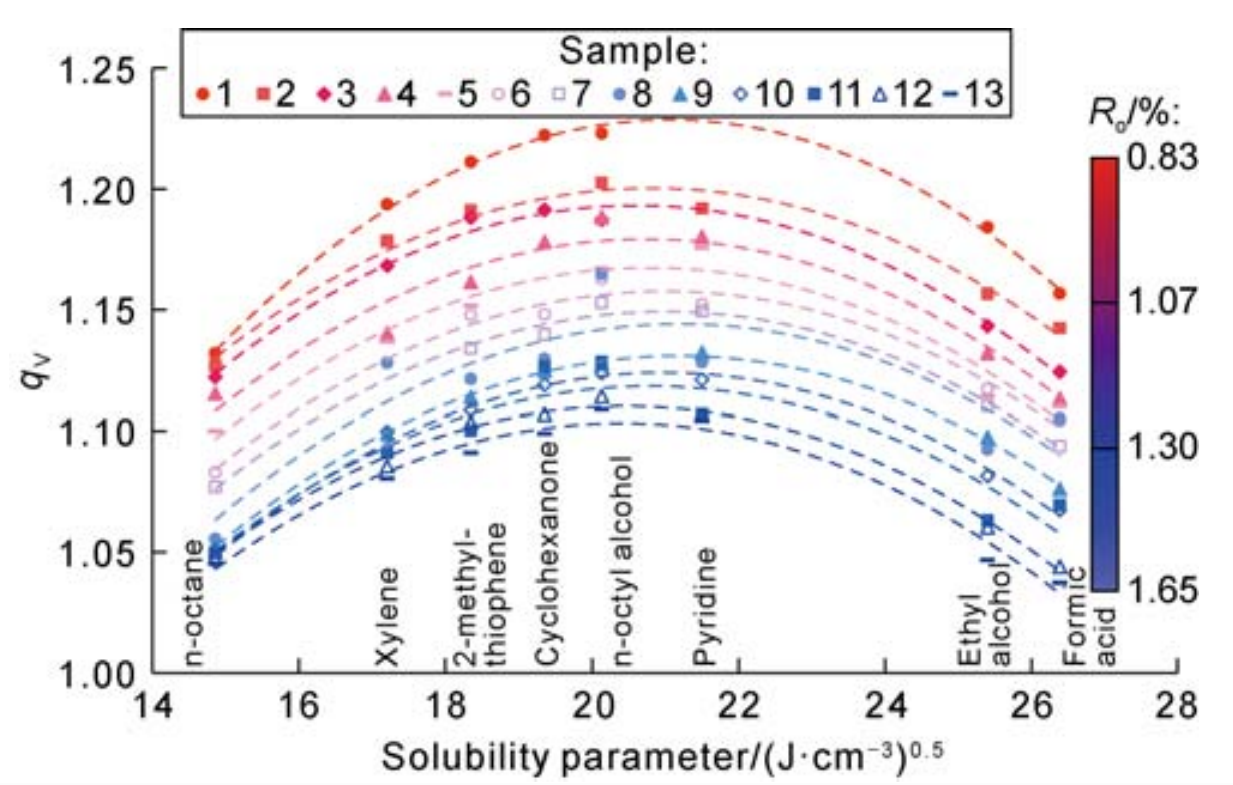 Sample:
1 2 3 4 5 6 7 8 9 10 11 12 13
1.25
1.20
1.15
1.10
1.05
1.00
qᵥ
Rₒ/%:
0.83
1.07
1.30
1.65
n-octane
Xylene
2-methyl-
thiophene
Cyclohexanone
n-octyl alcohol
Pyridine
Ethyl
alcohol
Formic
acid
14 16 18 20 22 24 26 28
Solubility parameter/(J·cm⁻³)⁰·⁵